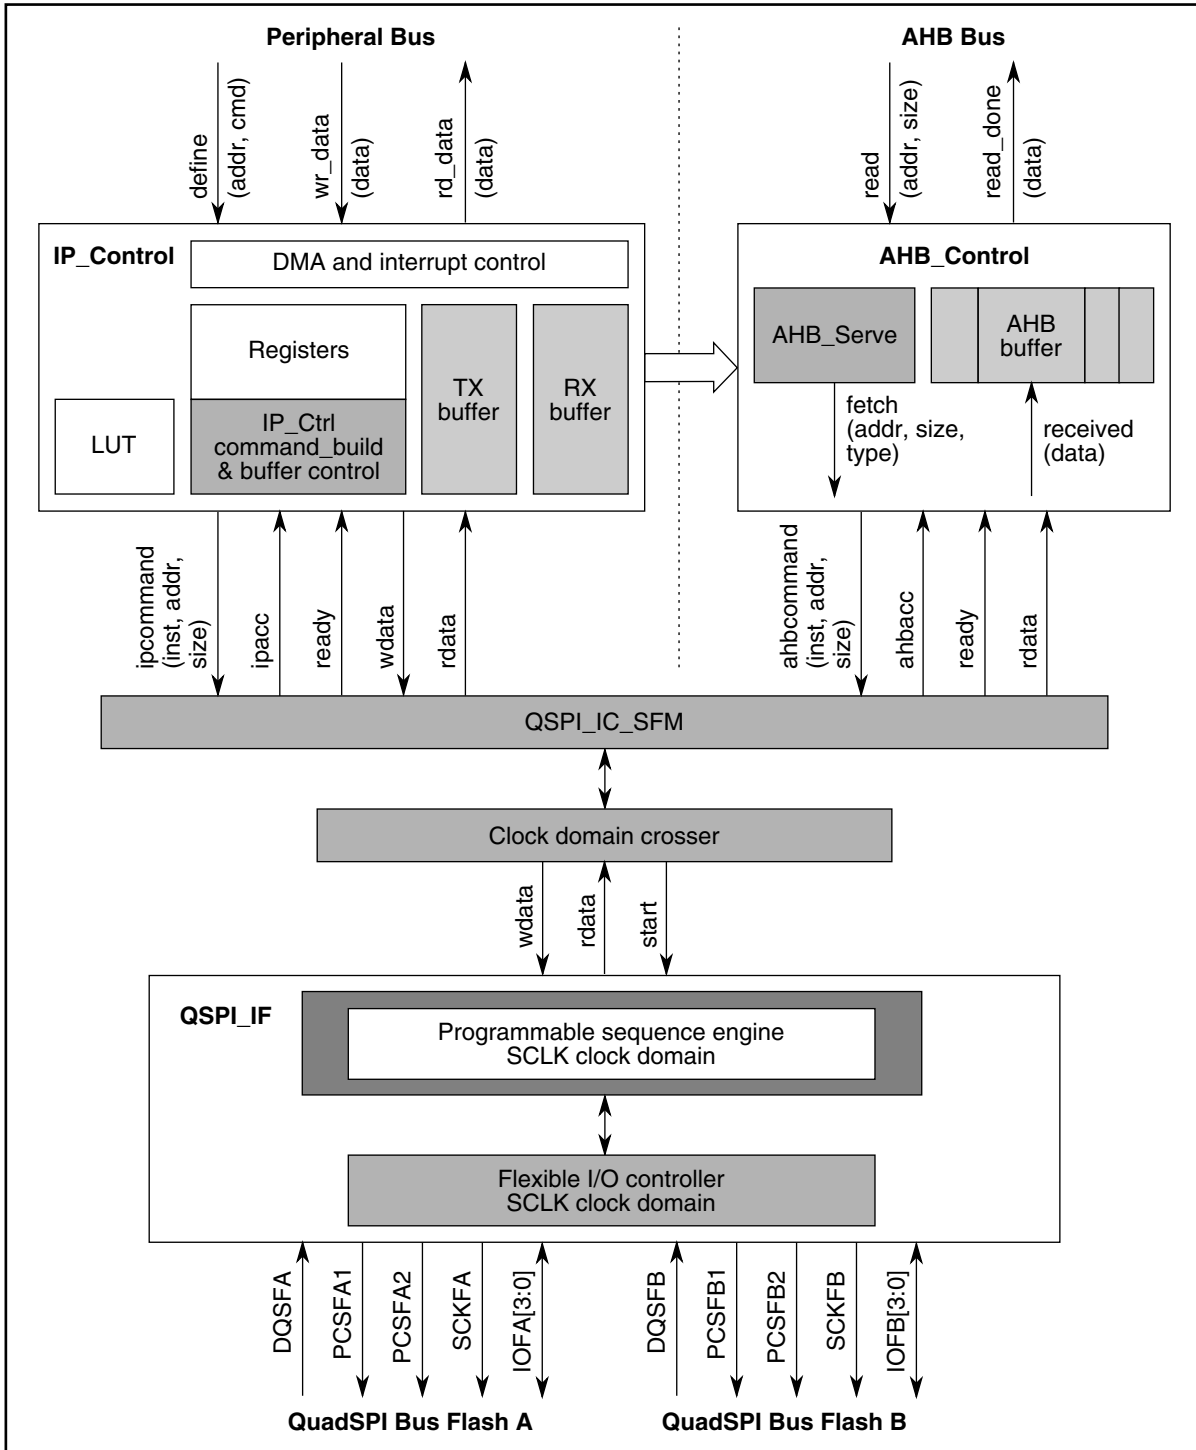 Peripheral Bus
AHB Bus
define
(addr, cmd)
wr_data
(data)
rd_data
(data)
read
(addr, size)
read_done
(data)
IP_Control
DMA and interrupt control
Registers
LUT
IP_Ctrl
command_build
& buffer control
TX
buffer
RX
buffer
AHB_Control
AHB_Serve
AHB
buffer
fetch
(addr, size,
type)
received
(data)
ipcommand
(inst, addr,
size)
ipacc
ready
wdata
rdata
ahbcommand
(inst, addr,
size)
ahbacc
ready
rdata
QSPI_IC_SFM
Clock domain crosser
wdata
rdata
start
QSPI_IF
Programmable sequence engine
SCLK clock domain
Flexible I/O controller
SCLK clock domain
DQSFA
PCSFA1
PCSFA2
SCKFA
IOFA[3:0]
DQSFB
PCSFB1
PCSFB2
SCKFB
IOFB[3:0]
QuadSPI Bus Flash A
QuadSPI Bus Flash B